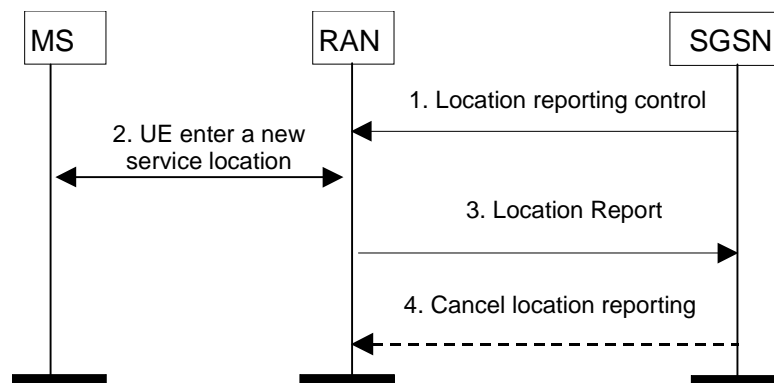 MS
RAN
SGSN
1. Location reporting control
2. UE enter a new
service location
3. Location Report
4. Cancel location reporting